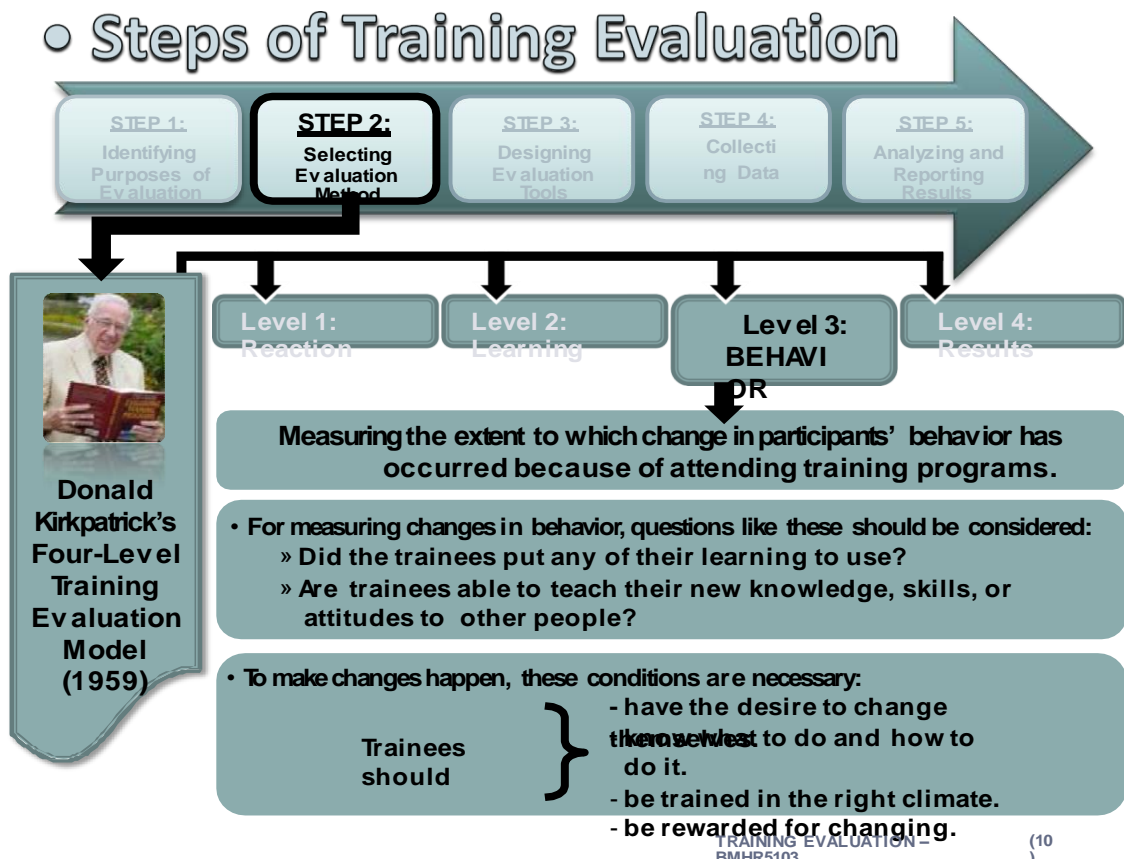 • Steps of Training Evaluation
STEP 1:
Identifying
Purposes of
Evaluation
STEP 2:
Selecting
Evaluation
Method
STEP 3:
Designing
Evaluation
Tools
STEP 4:
Collecti
ng Data
STEP 5:
Analyzing and
Reporting
Results
Donald
Kirkpatrick’s
Four-Level
Training
Evaluation
Model
(1959)
Level 1:
Reaction
Level 2:
Learning
Level 3:
BEHAVI
OR
Level 4:
Results
Measuring the extent to which change in participants’ behavior has
occurred because of attending training programs.
• For measuring changes in behavior, questions like these should be considered:
» Did the trainees put any of their learning to use?
» Are trainees able to teach their new knowledge, skills, or
attitudes to other people?
• To make changes happen, these conditions are necessary:
Trainees
should
- have the desire to change
themselves.
- know what to do and how to
do it.
- be trained in the right climate.
- be rewarded for changing.
TRAINING EVALUATION –
BMHR5103
(10
)